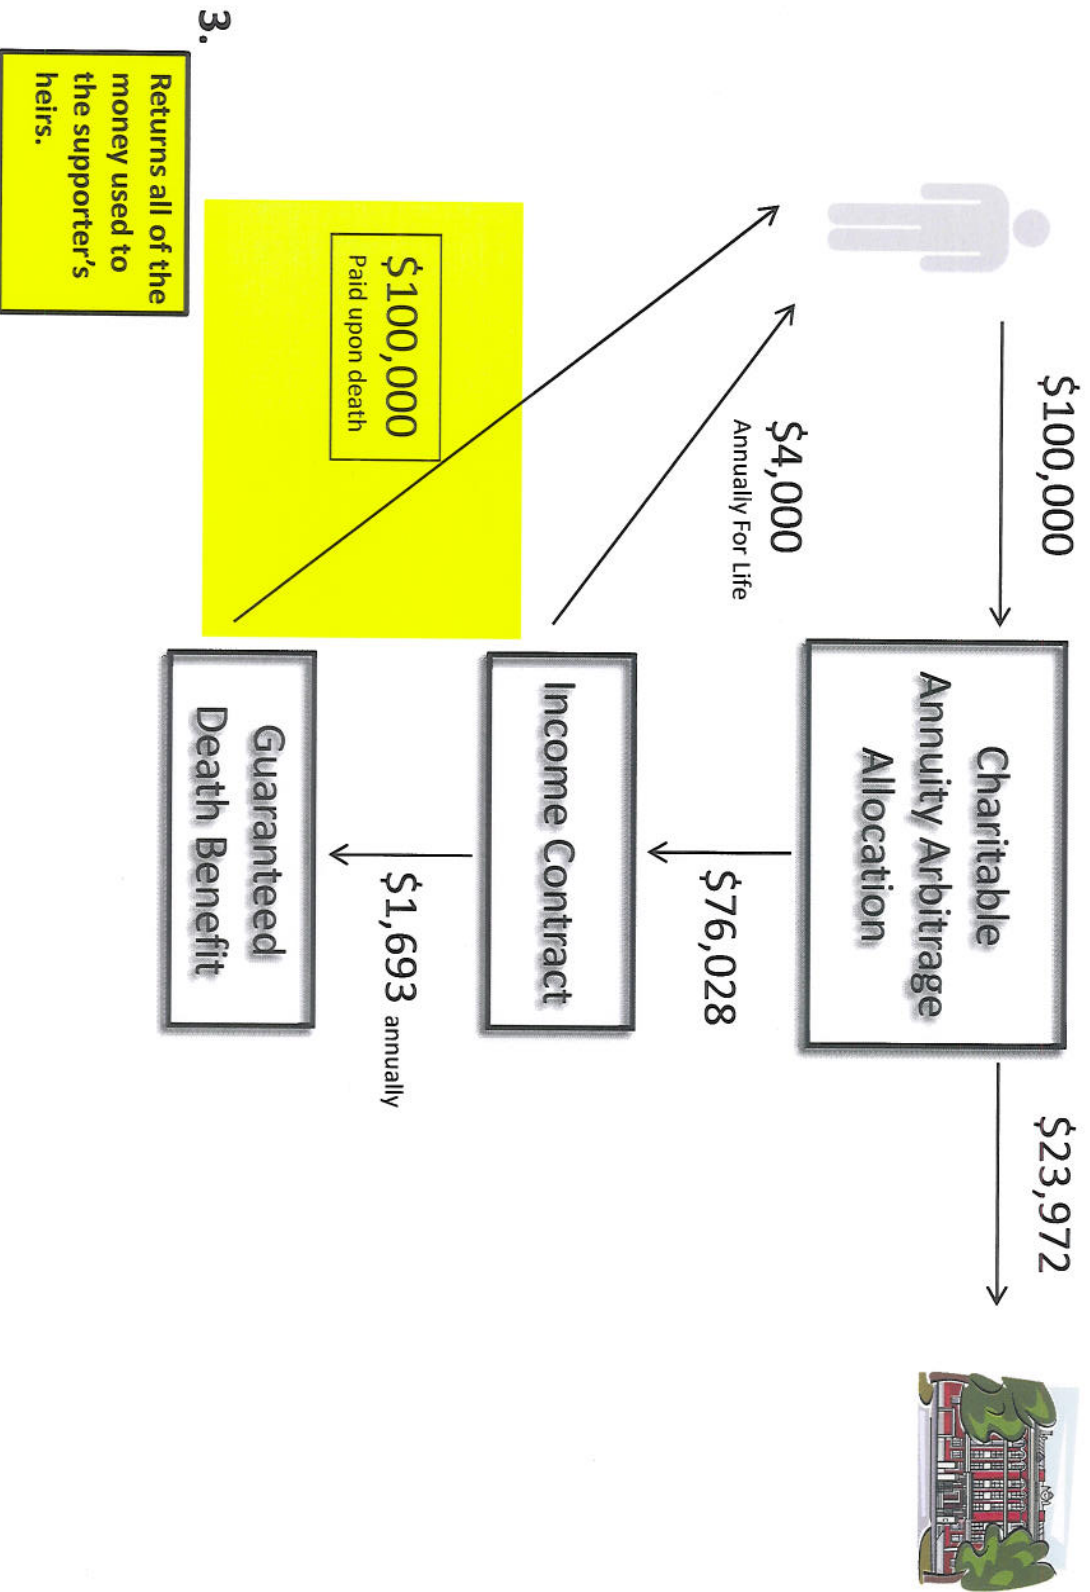 $100,000
Charitable
Annuity Arbitrage
Allocation
$23,972
$4,000
Annually For Life
$76,028
Income Contract
$100,000
Paid upon death
$1,693 annually
Guaranteed
Death Benefit
3.
Returns all of the
money used to
the supporter’s
heirs.